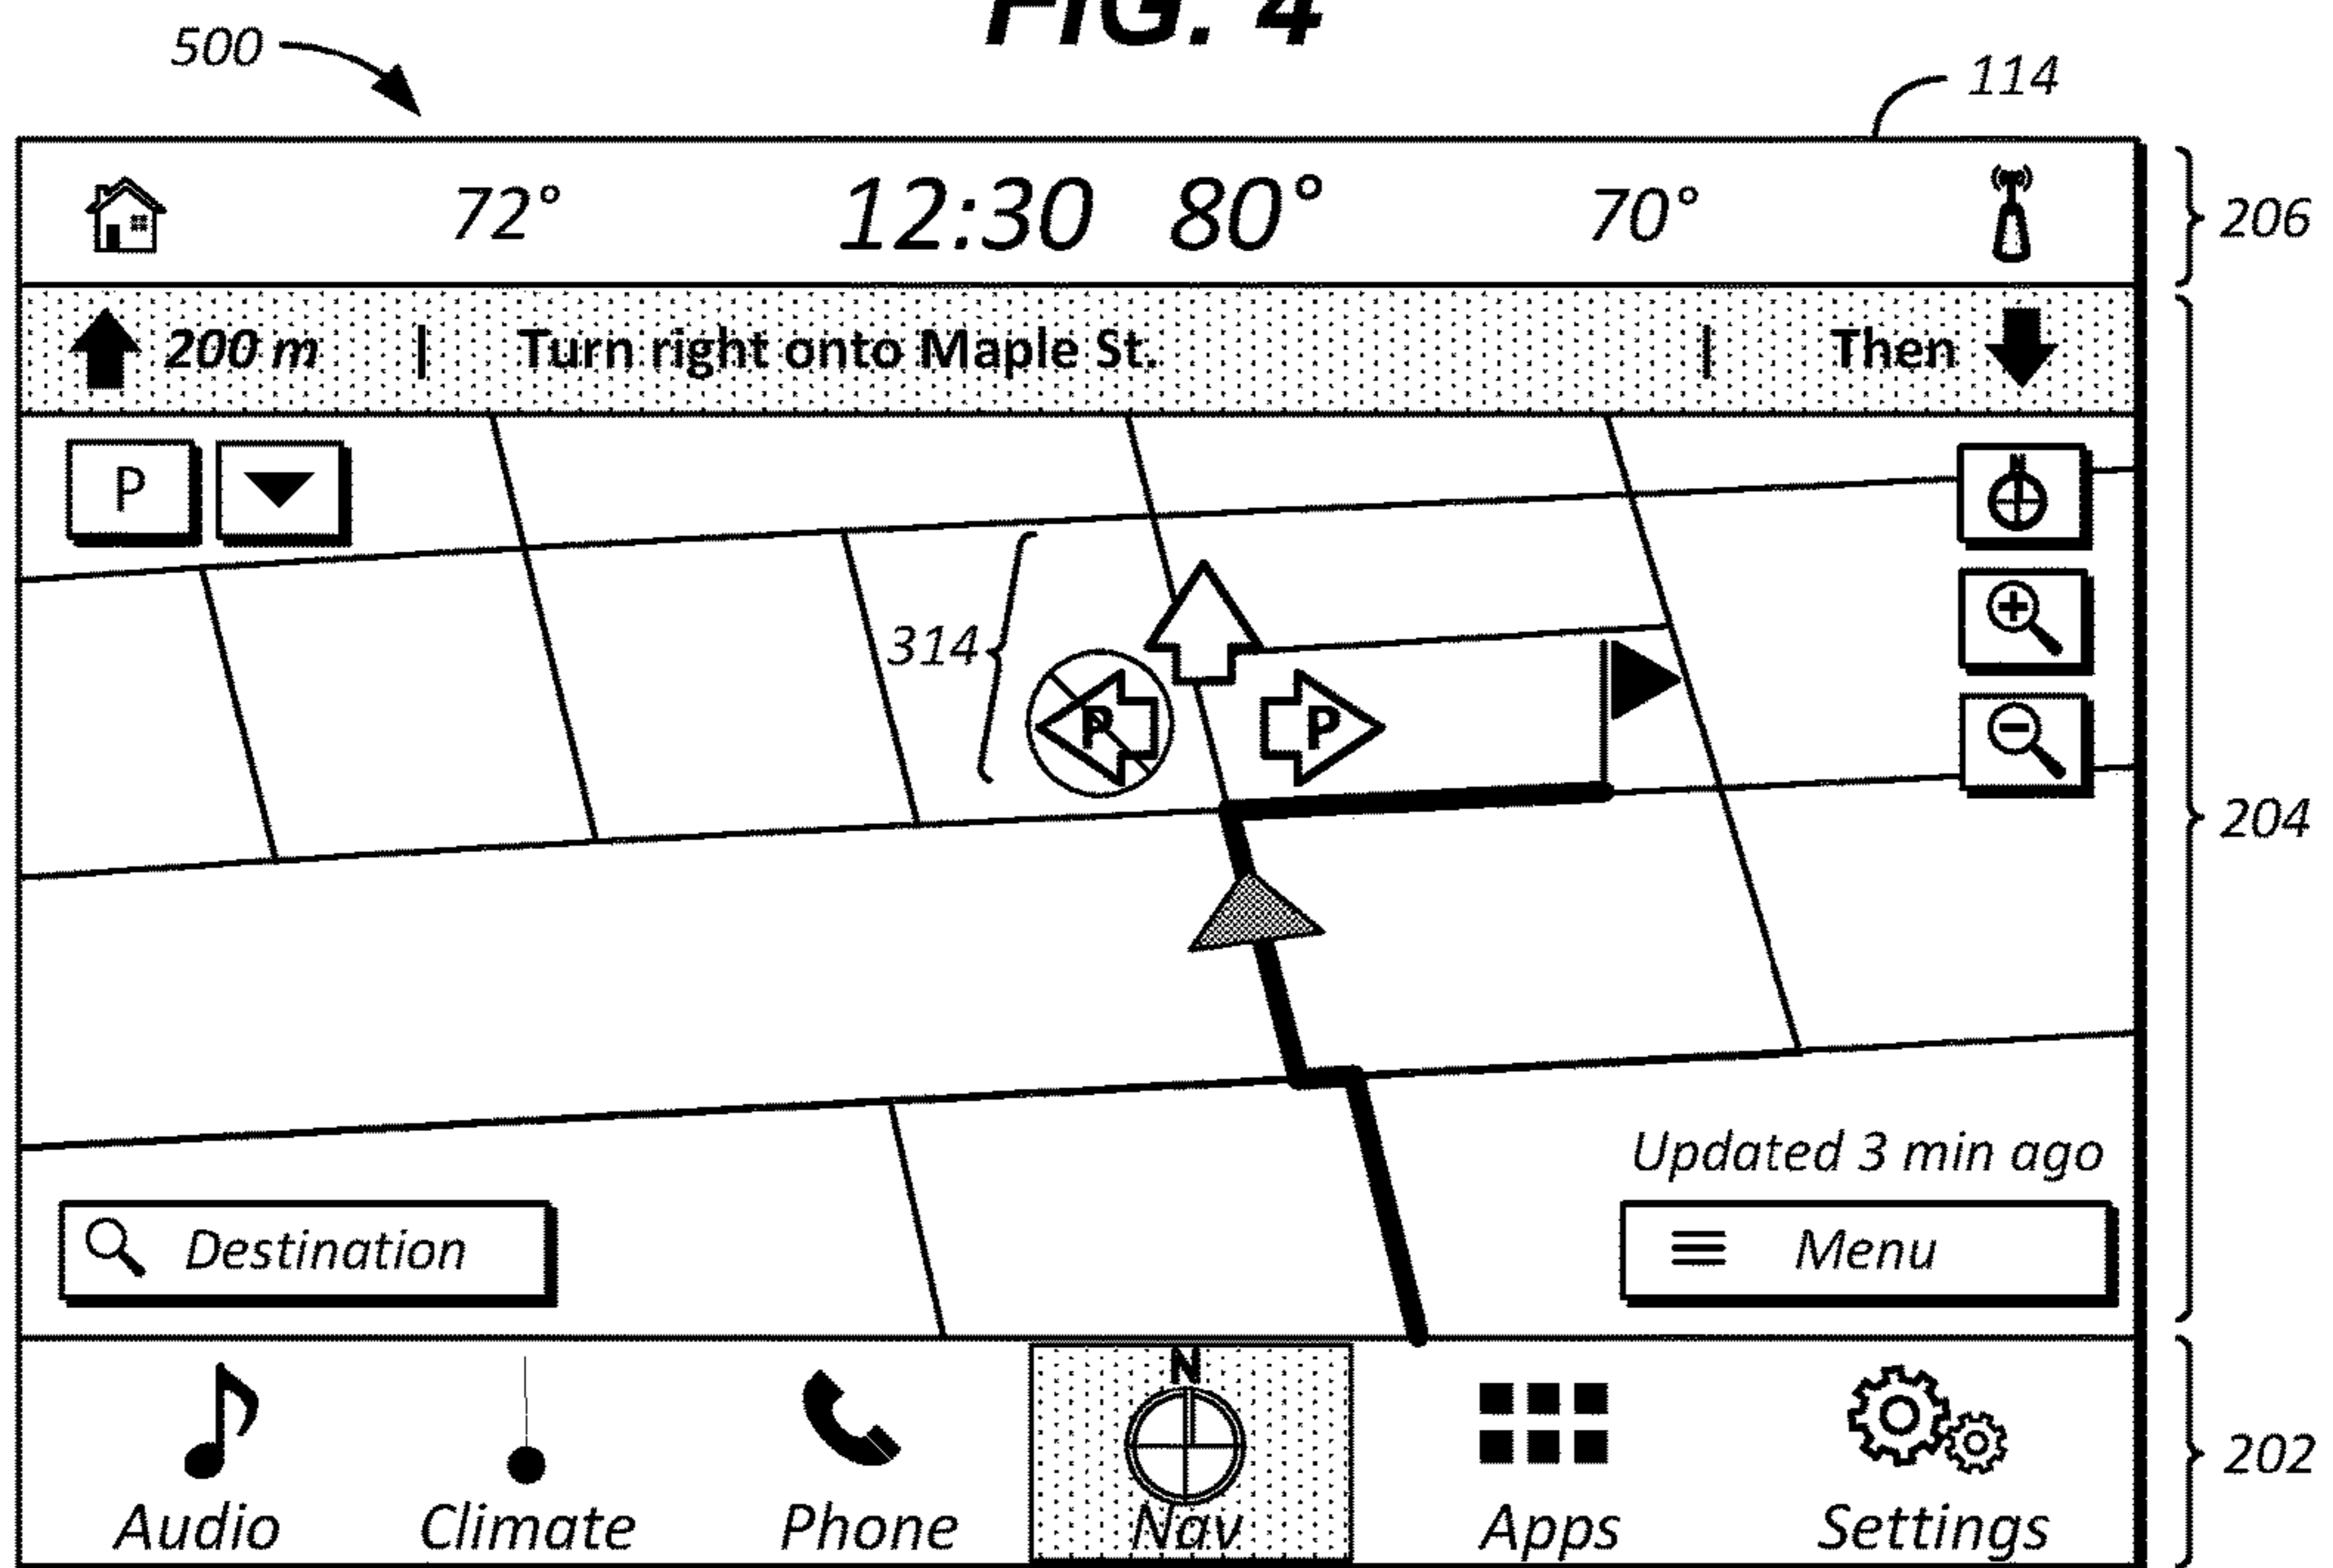 FIG. 4
500
114
72° 12:30 80° 70°
206
200 m | Turn right onto Maple St. | Then
P
N
314
P P
204
Updated 3 min ago
Destination
Menu
N
202
Audio Climate Phone Nav Apps Settings